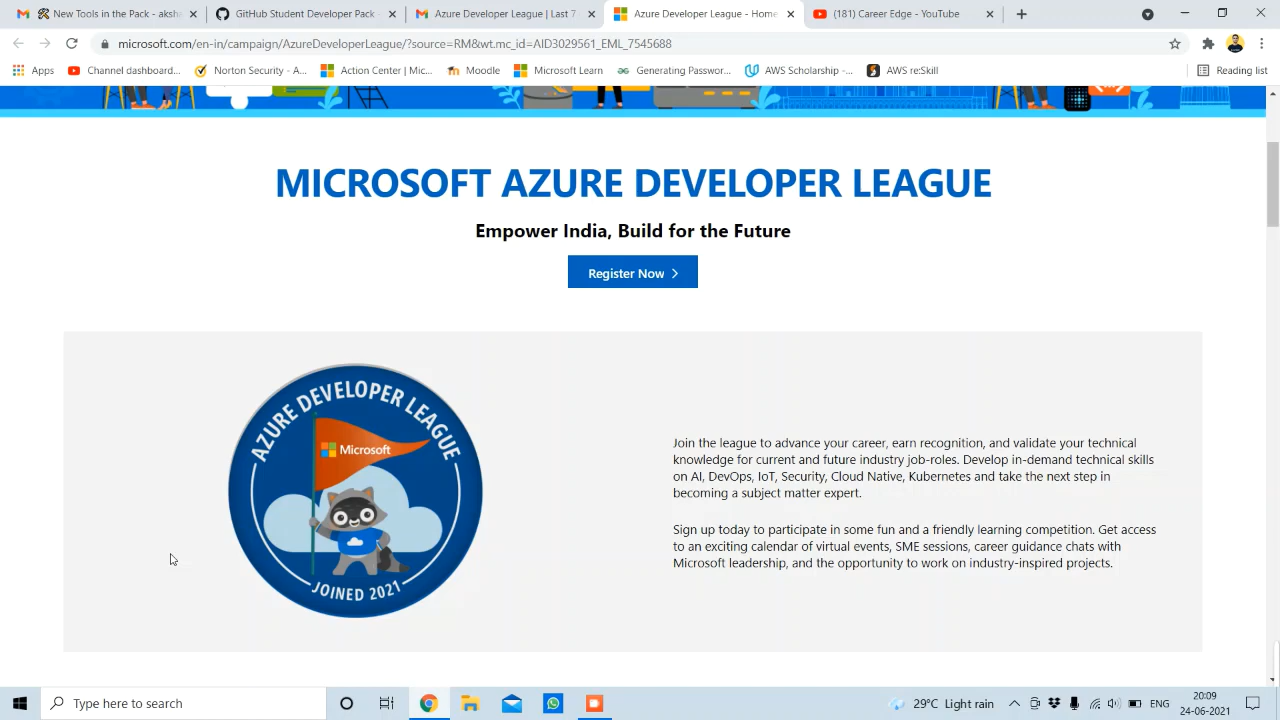 New Tools in the Pack - aksh
GitHub Student Developer Pack
Azure Developer League | Last 7
Azure Developer League - Home
(181) Career Edge - YouTube
microsoft.com/en-in/campaign/AzureDeveloperLeague/?source=RM&wt.mc_id=AID3029561_EML_7545688
Apps
Channel dashboard...
Norton Security - A...
Action Center | Mic...
Moodle
Microsoft Learn
Generating Passwor...
AWS Scholarship -...
AWS re:Skill
Reading list
MICROSOFT AZURE DEVELOPER LEAGUE
Empower India, Build for the Future
Register Now
AZURE DEVELOPER LEAGUE
Microsoft
JOINED 2021
Join the league to advance your career, earn recognition, and validate your technical
knowledge for current and future industry job-roles. Develop in-demand technical skills
on AI, DevOps, IoT, Security, Cloud Native, Kubernetes and take the next step in
becoming a subject matter expert.
Sign up today to participate in some fun and a friendly learning competition. Get access
to an exciting calendar of virtual events, SME sessions, career guidance chats with
Microsoft leadership, and the opportunity to work on industry-inspired projects.
Type here to search
29°C Light rain
ENG
20:09
24-06-2021